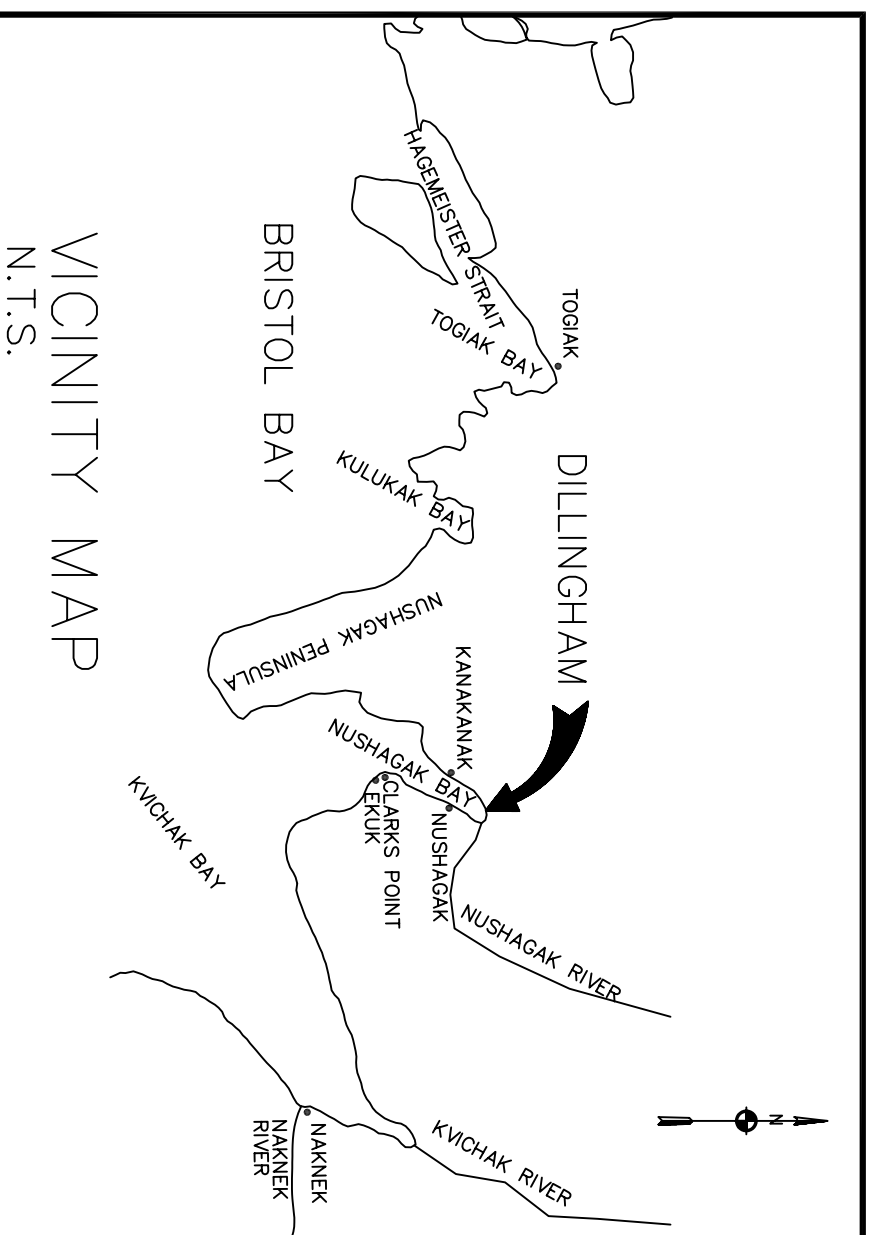 N
TOGIAK
DILLINGHAM
HAGEMEISTER STRAIT
TOGIAK BAY
KULUKAK BAY
KANAKANAK
NUSHAGAK
NUSHAGAK RIVER
NUSHAGAK PENINSULA
NUSHAGAK BAY
CLARKS POINT
EKUK
KVICHAK RIVER
BRISTOL BAY
NAKNEK
NAKNEK
RIVER
KVICHAK BAY
VICINITY MAP
N.T.S.